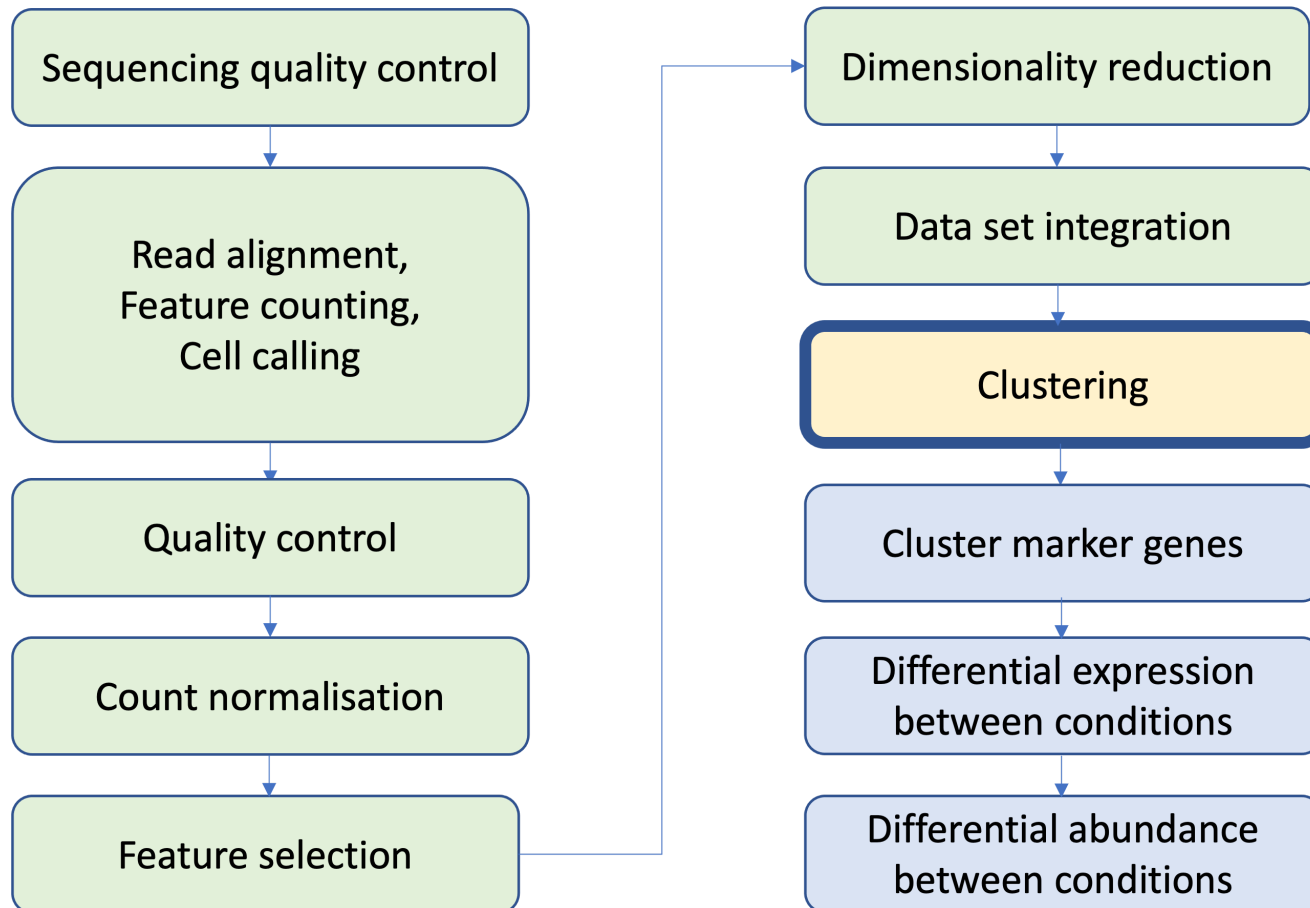 Sequencing quality control
Read alignment,
Feature counting,
Cell calling
Quality control
Count normalisation
Feature selection
Dimensionality reduction
Data set integration
Clustering
Cluster marker genes
Differential expression
between conditions
Differential abundance
between conditions